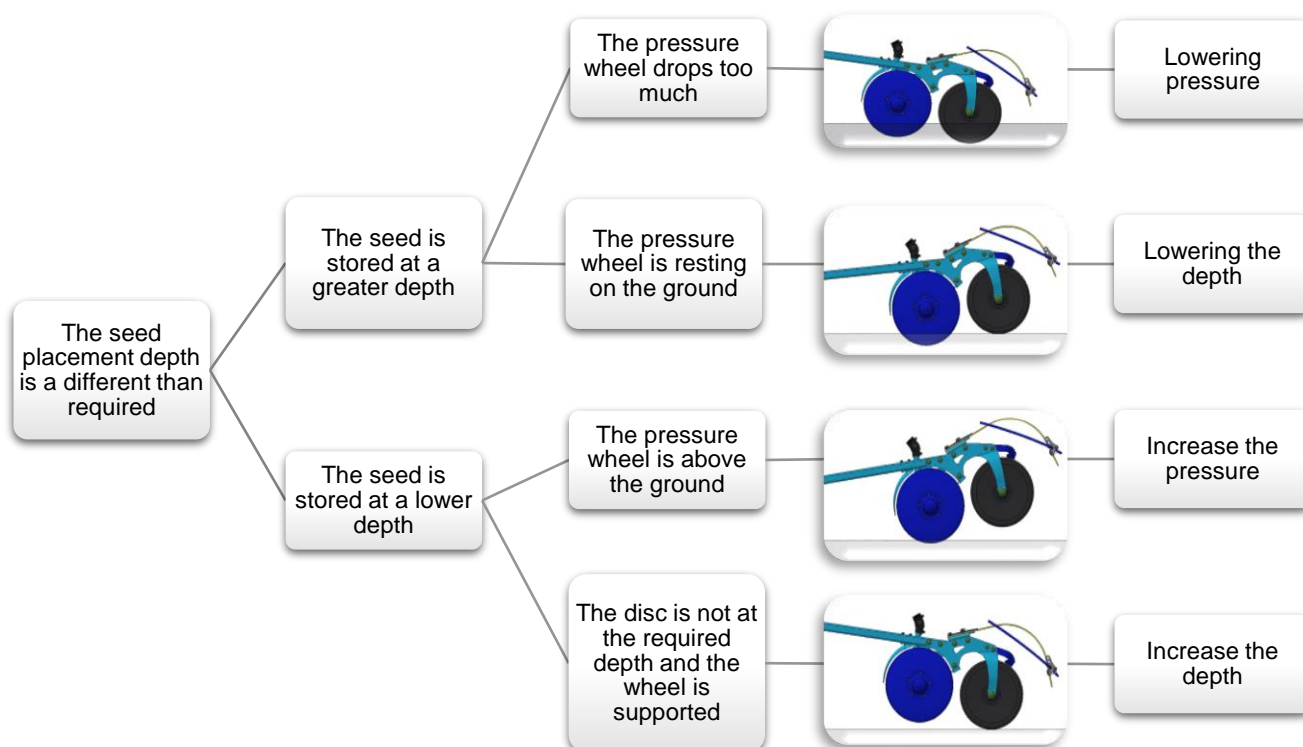 The seed
placement depth
is a different than
required
The seed is
stored at a
greater depth
The pressure
wheel drops too
much
Lowering
pressure
The pressure
wheel is resting
on the ground
Lowering the
depth
The seed is
stored at a lower
depth
The pressure
wheel is above
the ground
Increase the
pressure
The disc is not at
the required
depth and the
wheel is
supported
Increase the
depth